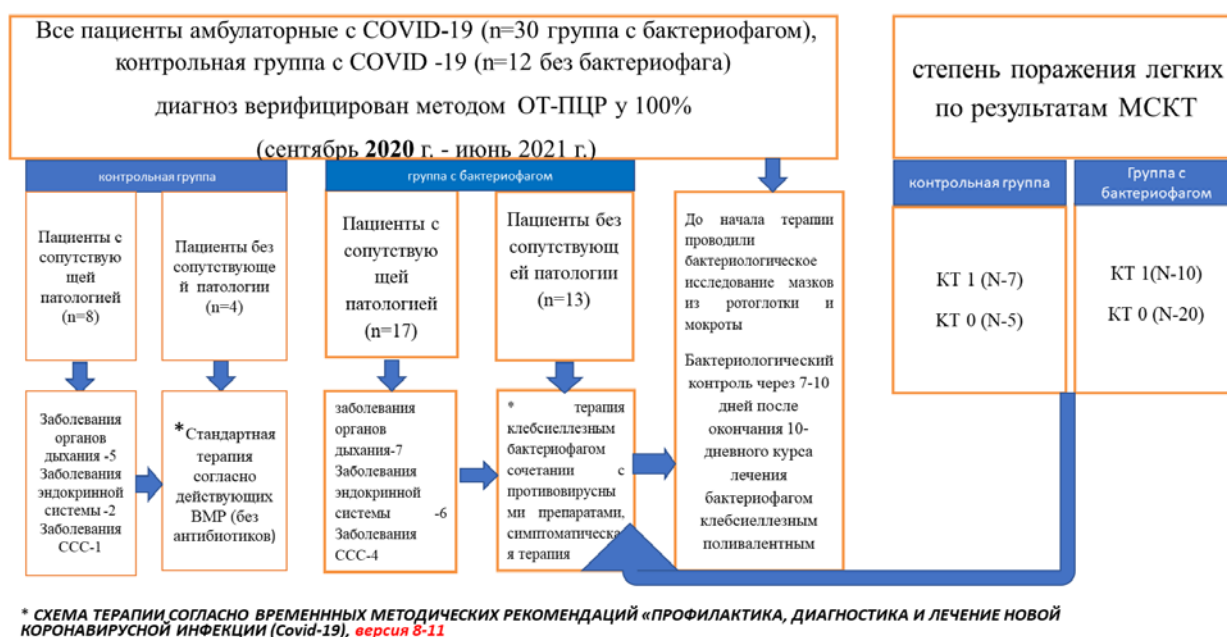 Все пациенты амбулаторные с COVID-19 (n=30 группа с бактериофагом),
контрольная группа с COVID -19 (n=12 без бактериофага)
диагноз верифицирован методом ОТ-ПЦР у 100%
(сентябрь 2020 г. - июнь 2021 г.)
степень поражения легких
по результатам МСКТ
контрольная группа
группа с бактериофагом
контрольная группа
Группа с
бактериофагом
Пациенты с
сопутствую
щей
патологией
(n=8)
Пациенты без
сопутствующе
й патологии
(n=4)
Пациенты с
сопутствую
щей
патологией
(n=17)
Пациенты без
сопутствующ
ей патологии
(n=13)
До начала терапии
проводили
бактериологическое
исследование мазков
из ротоглотки и
мокроты
Бактериологический
контроль через 7-10
дней после
окончания 10-
дневного курса
лечения
бактериофагом
клебсиеллезным
поливалентным
КТ 1 (N-7)
КТ 0 (N-5)
КТ 1(N-10)
КТ 0 (N-20)
Заболевания
органов
дыхания -5
Заболевания
эндокринной
системы -2
Заболевания
ССС-1
*Стандартная
терапия
согласно
действующих
ВМР (без
антибиотиков)
заболевания
органов
дыхания-7
Заболевания
эндокринной
системы -6
Заболевания
ССС-4
* терапия
клебсиеллезным
бактериофагом
сочетании с
противовирусны
ми препаратами,
симптоматическа
я терапия
* СХЕМА ТЕРАПИИ СОГЛАСНО ВРЕМЕНННЫХ МЕТОДИЧЕСКИХ РЕКОМЕНДАЦИЙ «ПРОФИЛАКТИКА, ДИАГНОСТИКА И ЛЕЧЕНИЕ НОВОЙ
КОРОНАВИРУСНОЙ ИНФЕКЦИИ (Covid-19), версия 8-11